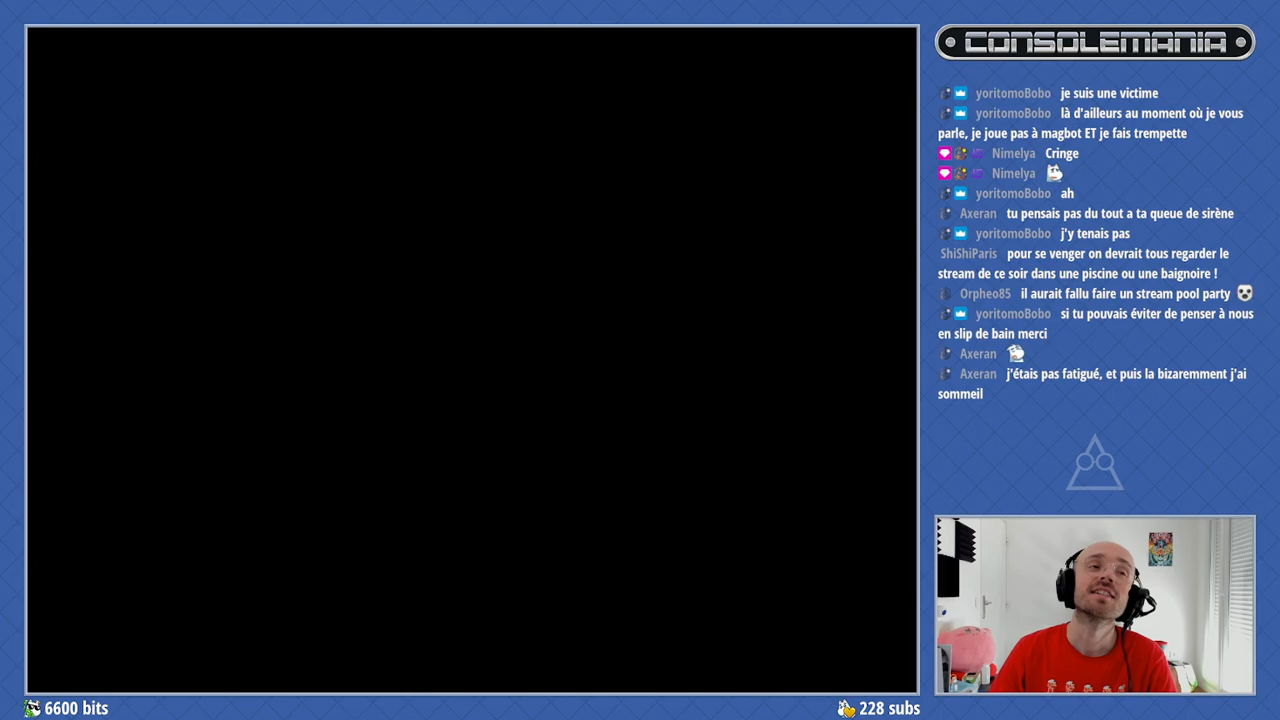 CONSOLEMANIA
yoritomoBobo je suis une victime
yoritomoBobo là d'ailleurs au moment où je vous
parle, je joue pas à magbot ET je fais trempette
Nimelya Cringe
Nimelya
yoritomoBobo ah
Axeran tu pensais pas du tout a ta queue de sirène
yoritomoBobo j'y tenais pas
ShiShiParis pour se venger on devrait tous regarder le
stream de ce soir dans une piscine ou une baignoire !
Orpheo85 il aurait fallu faire un stream pool party
yoritomoBobo si tu pouvais éviter de penser à nous
en slip de bain merci
Axeran
Axeran j'étais pas fatigué, et puis la bizaremment j'ai
sommeil
6600 bits
228 subs